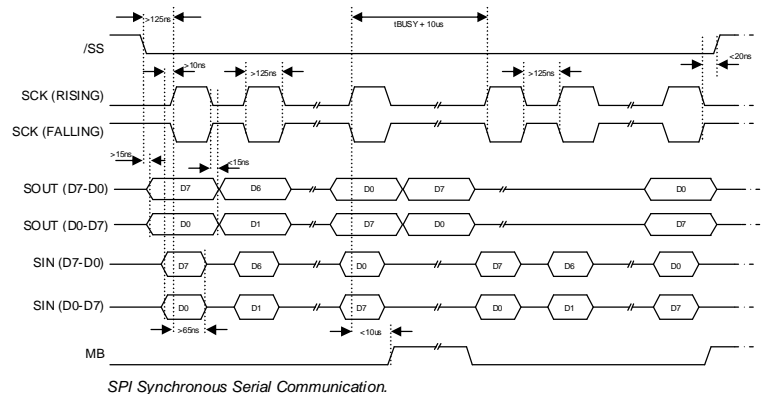 >125ns
tBUSY + 10us
/SS
<20ns
>10ns
>125ns
>125ns
SCK (RISING)
SCK (FALLING)
>15ns
<15ns
SOUT (D7-D0)
D7
D6
D0
D7
D0
SOUT (D0-D7)
D0
D1
D7
D0
D7
SIN (D7-D0)
D7
D6
D0
D7
D6
D0
SIN (D0-D7)
D0
D1
D7
D0
D1
D7
>65ns
<10us
MB
SPI Synchronous Serial Communication.